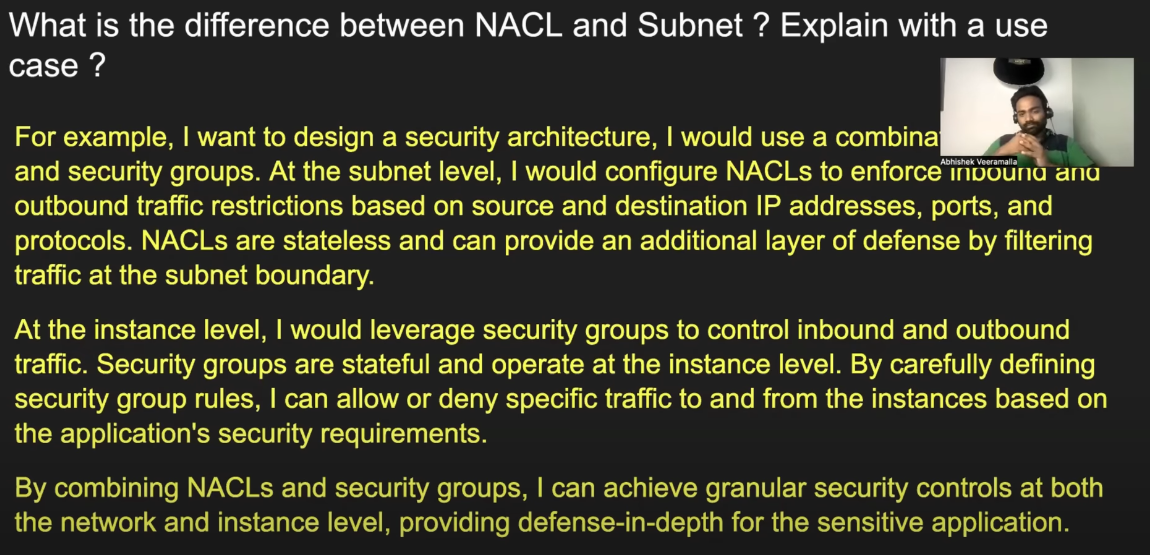 What is the difference between NACL and Subnet ? Explain with a use
case ?
For example, I want to design a security architecture, I would use a
and security groups. At the subnet level, I would configure NACLs to enforce inbound and
outbound traffic restrictions based on source and destination IP addresses, ports, and
protocols. NACLs are stateless and can provide an additional layer of defense by filtering
traffic at the subnet boundary.
At the instance level, I would leverage security groups to control inbound and outbound
traffic. Security groups are stateful and operate at the instance level. By carefully defining
security group rules, I can allow or deny specific traffic to and from the instances based on
the application's security requirements.
By combining NACLs and security groups, I can achieve granular security controls at both
the network and instance level, providing defense-in-depth for the sensitive application.
Abhishek Veeramalla